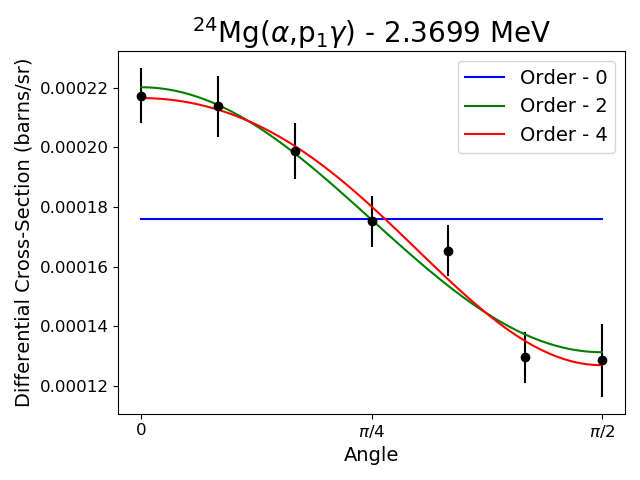 ²⁴Mg(α,p₁γ) - 2.3699 MeV
Differential Cross-Section (barns/sr)
0.00022
0.00020
0.00018
0.00016
0.00014
0.00012
Order - 0
Order - 2
Order - 4
0
π/4
π/2
Angle